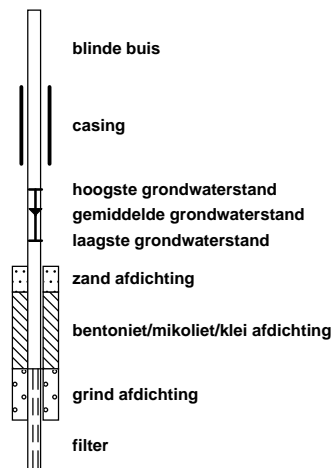 blinde buis
casing
hoogste grondwaterstand
gemiddelde grondwaterstand
laagste grondwaterstand
zand afdichting
bentoniet/mikoliet/klei afdichting
grind afdichting
filter